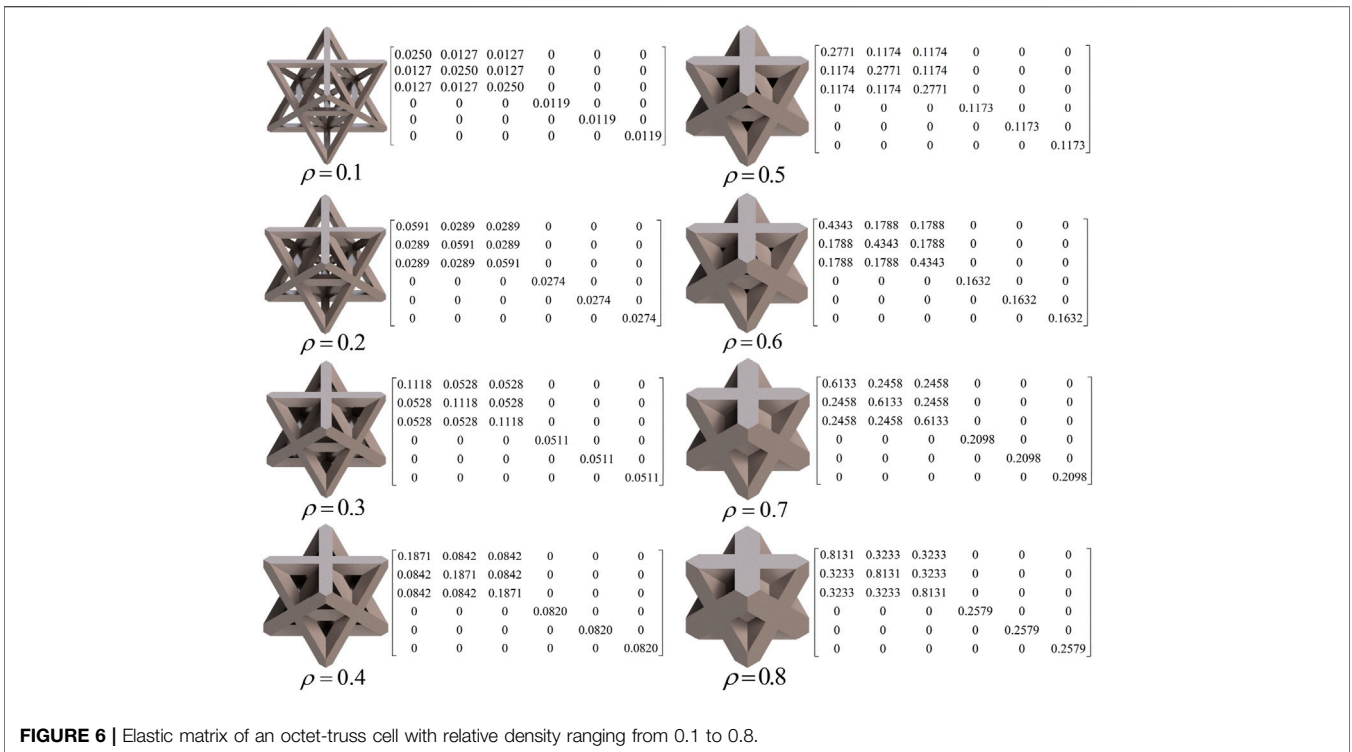 0.0250 0.0127 0.0127 0 0 0
0.0127 0.0250 0.0127 0 0 0
0.0127 0.0127 0.0250 0 0 0
0 0 0 0.0119 0 0
0 0 0 0 0.0119 0
0 0 0 0 0 0.0119
ρ = 0.1
0.0591 0.0289 0.0289 0 0 0
0.0289 0.0591 0.0289 0 0 0
0.0289 0.0289 0.0591 0 0 0
0 0 0 0.0274 0 0
0 0 0 0 0.0274 0
0 0 0 0 0 0.0274
ρ = 0.2
0.1118 0.0528 0.0528 0 0 0
0.0528 0.1118 0.0528 0 0 0
0.0528 0.0528 0.1118 0 0 0
0 0 0 0.0511 0 0
0 0 0 0 0.0511 0
0 0 0 0 0 0.0511
ρ = 0.3
0.1871 0.0842 0.0842 0 0 0
0.0842 0.1871 0.0842 0 0 0
0.0842 0.0842 0.1871 0 0 0
0 0 0 0.0820 0 0
0 0 0 0 0.0820 0
0 0 0 0 0 0.0820
ρ = 0.4
0.2771 0.1174 0.1174 0 0 0
0.1174 0.2771 0.1174 0 0 0
0.1174 0.1174 0.2771 0 0 0
0 0 0 0.1173 0 0
0 0 0 0 0.1173 0
0 0 0 0 0 0.1173
ρ = 0.5
0.4343 0.1788 0.1788 0 0 0
0.1788 0.4343 0.1788 0 0 0
0.1788 0.1788 0.4343 0 0 0
0 0 0 0.1632 0 0
0 0 0 0 0.1632 0
0 0 0 0 0 0.1632
ρ = 0.6
0.6133 0.2458 0.2458 0 0 0
0.2458 0.6133 0.2458 0 0 0
0.2458 0.2458 0.6133 0 0 0
0 0 0 0.2098 0 0
0 0 0 0 0.2098 0
0 0 0 0 0 0.2098
ρ = 0.7
0.8131 0.3233 0.3233 0 0 0
0.3233 0.8131 0.3233 0 0 0
0.3233 0.3233 0.8131 0 0 0
0 0 0 0.2579 0 0
0 0 0 0 0.2579 0
0 0 0 0 0 0.2579
ρ = 0.8
FIGURE 6 | Elastic matrix of an octet-truss cell with relative density ranging from 0.1 to 0.8.